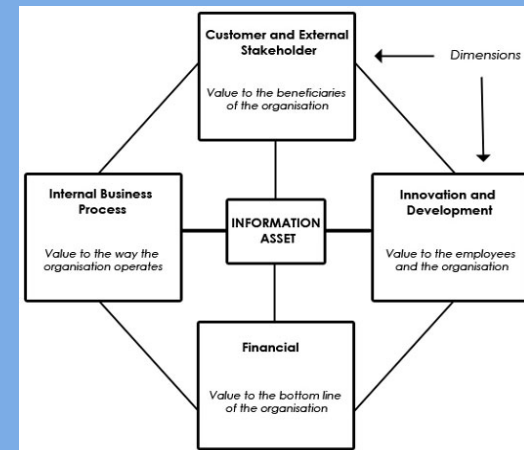 Customer and External
Stakeholder
Value to the beneficiaries
of the organisation
Dimensions
Internal Business
Process
Value to the way the
organisation operates
INFORMATION
ASSET
Innovation and
Development
Value to the employees
and the organisation
Financial
Value to the bottom line
of the organisation